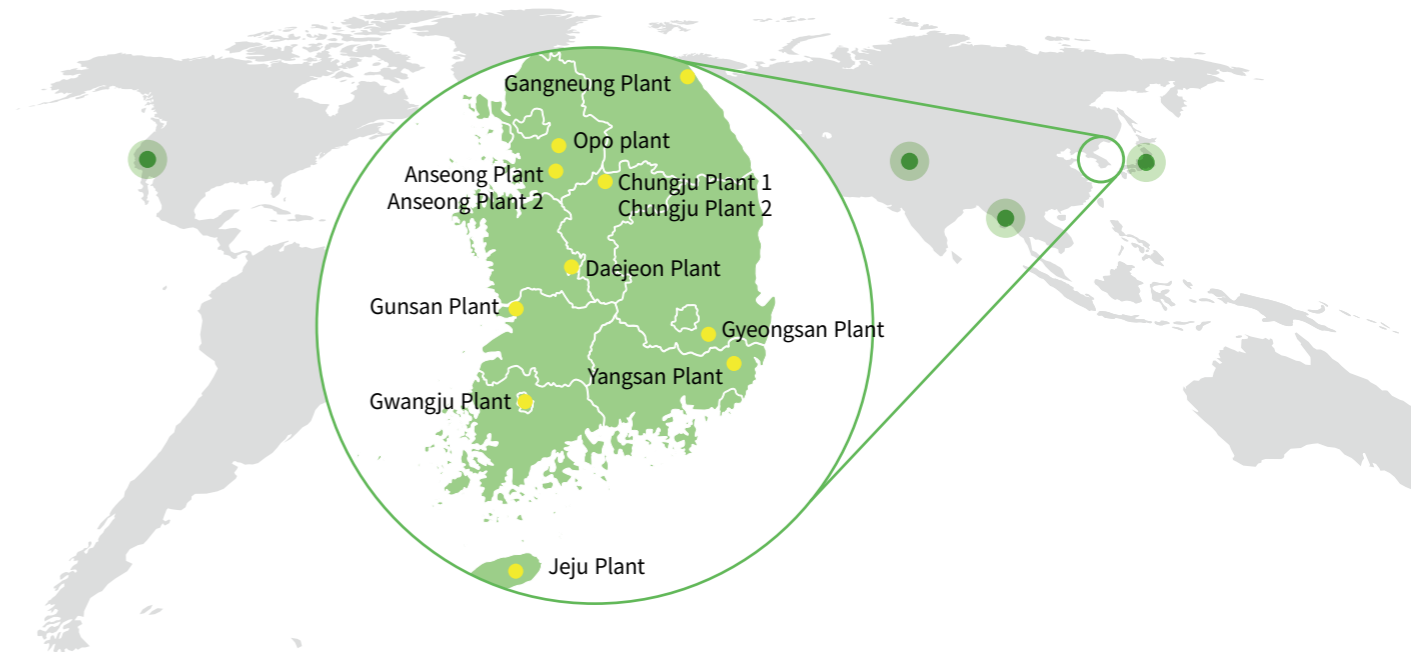 Gangneung Plant
Opo plant
Anseong Plant
Anseong Plant 2
Chungju Plant 1
Chungju Plant 2
Daejeon Plant
Gunsan Plant
Gyeongsan Plant
Yangsan Plant
Gwangju Plant
Jeju Plant